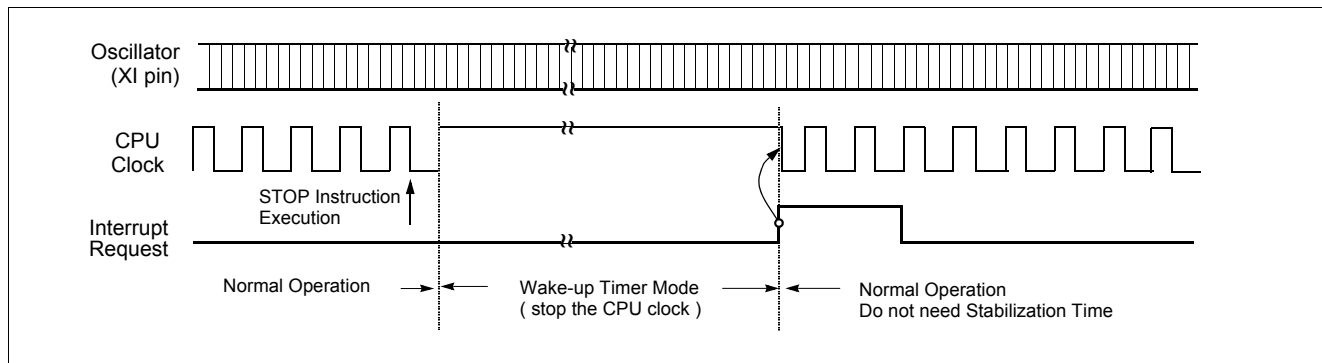 Oscillator
(XI pin)
CPU
Clock
STOP Instruction
Execution
Interrupt
Request
Normal Operation
Wake-up Timer Mode
( stop the CPU clock )
Normal Operation
Do not need Stabilization Time